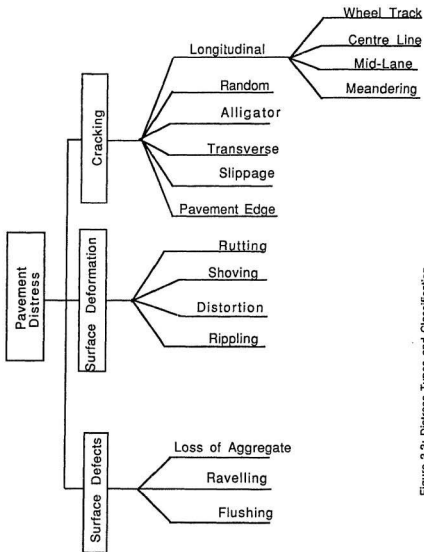 Pavement
Distress
Cracking
Longitudinal
Wheel Track
Centre Line
Mid-Lane
Meandering
Random
Alligator
Transverse
Slippage
Pavement Edge
Surface Deformation
Rutting
Shoving
Distortion
Rippling
Surface Defects
Loss of Aggregate
Ravelling
Flushing
Figure 2.2: Distress Types and Classification